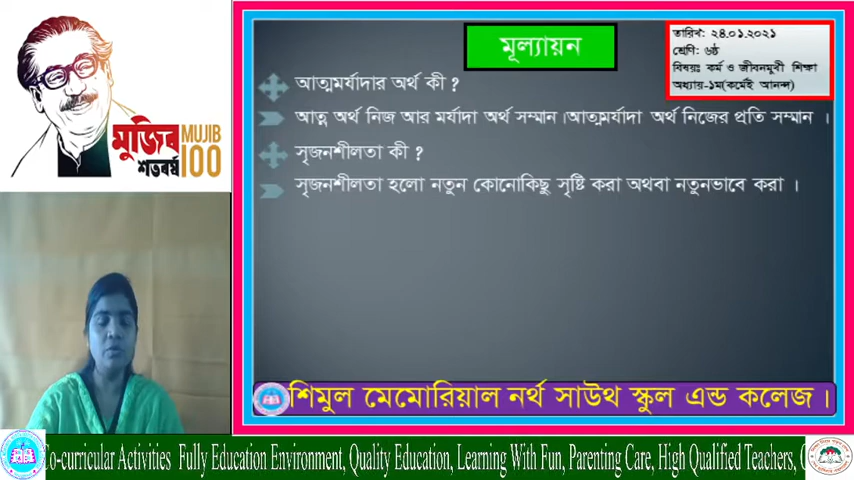 মুজিব MUJIB
শতবর্ষ 100
মূল্যায়ন
তারিখ: ২৪.০১.২০২১
শ্রেণি: ৬ষ্ঠ
বিষয়ঃ কর্ম ও জীবনমুখী শিক্ষা
অধ্যায়-১ম(কর্মেই আনন্দ)
আত্মমর্যাদার অর্থ কী ?
আত্ন অর্থ নিজ আর মর্যাদা অর্থ সম্মান।আত্মমর্যাদা অর্থ নিজের প্রতি সম্মান ।
সৃজনশীলতা কী ?
সৃজনশীলতা হলো নতুন কোনোকিছু সৃষ্টি করা অথবা নতুনভাবে করা ।
শিমুল মেমোরিয়াল নর্থ সাউথ স্কুল এন্ড কলেজ ।
Co-curricular Activities Fully Education Environment, Quality Education, Learning With Fun, Parenting Care, High Qualified Teachers,